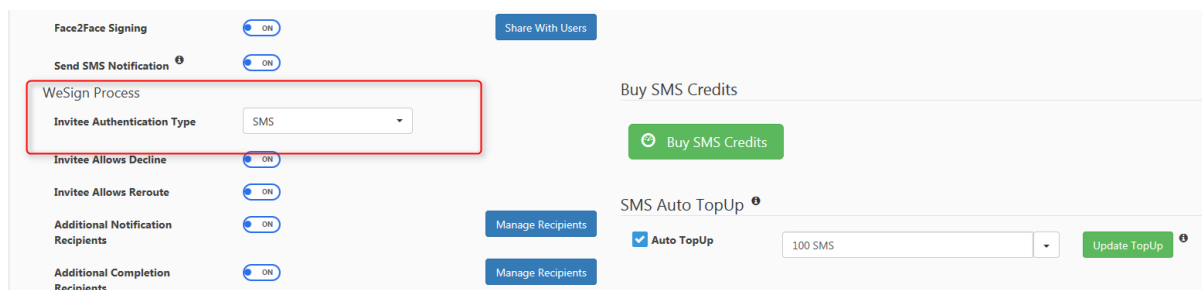 Face2Face Signing
ON
Share With Users
Send SMS Notification
ON
WeSign Process
Invitee Authentication Type
SMS
Invitee Allows Decline
ON
Invitee Allows Reroute
ON
Additional Notification
Recipients
ON
Manage Recipients
Additional Completion
Recipients
ON
Manage Recipients
Buy SMS Credits
Buy SMS Credits
SMS Auto TopUp
Auto TopUp
100 SMS
Update TopUp